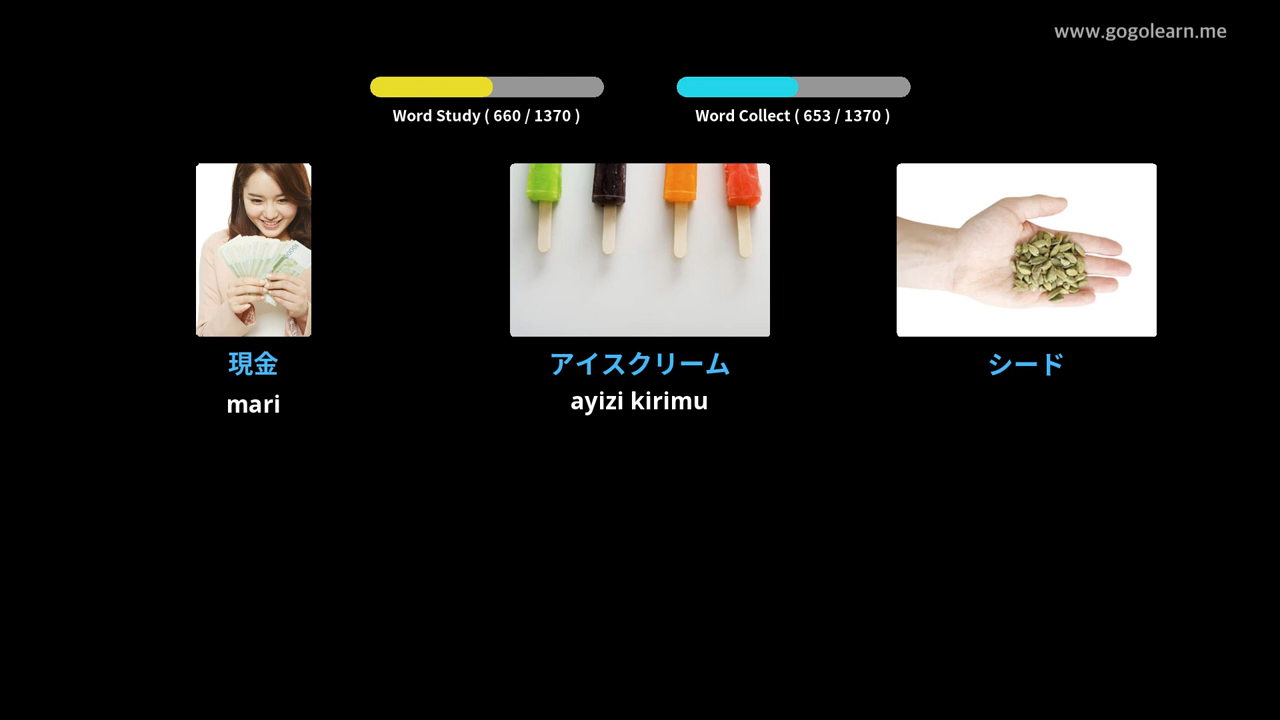 www.gogolearn.me
Word Study ( 660 / 1370 )
Word Collect ( 653 / 1370 )
現金
mari
アイスクリーム
ayizi kirimu
シード